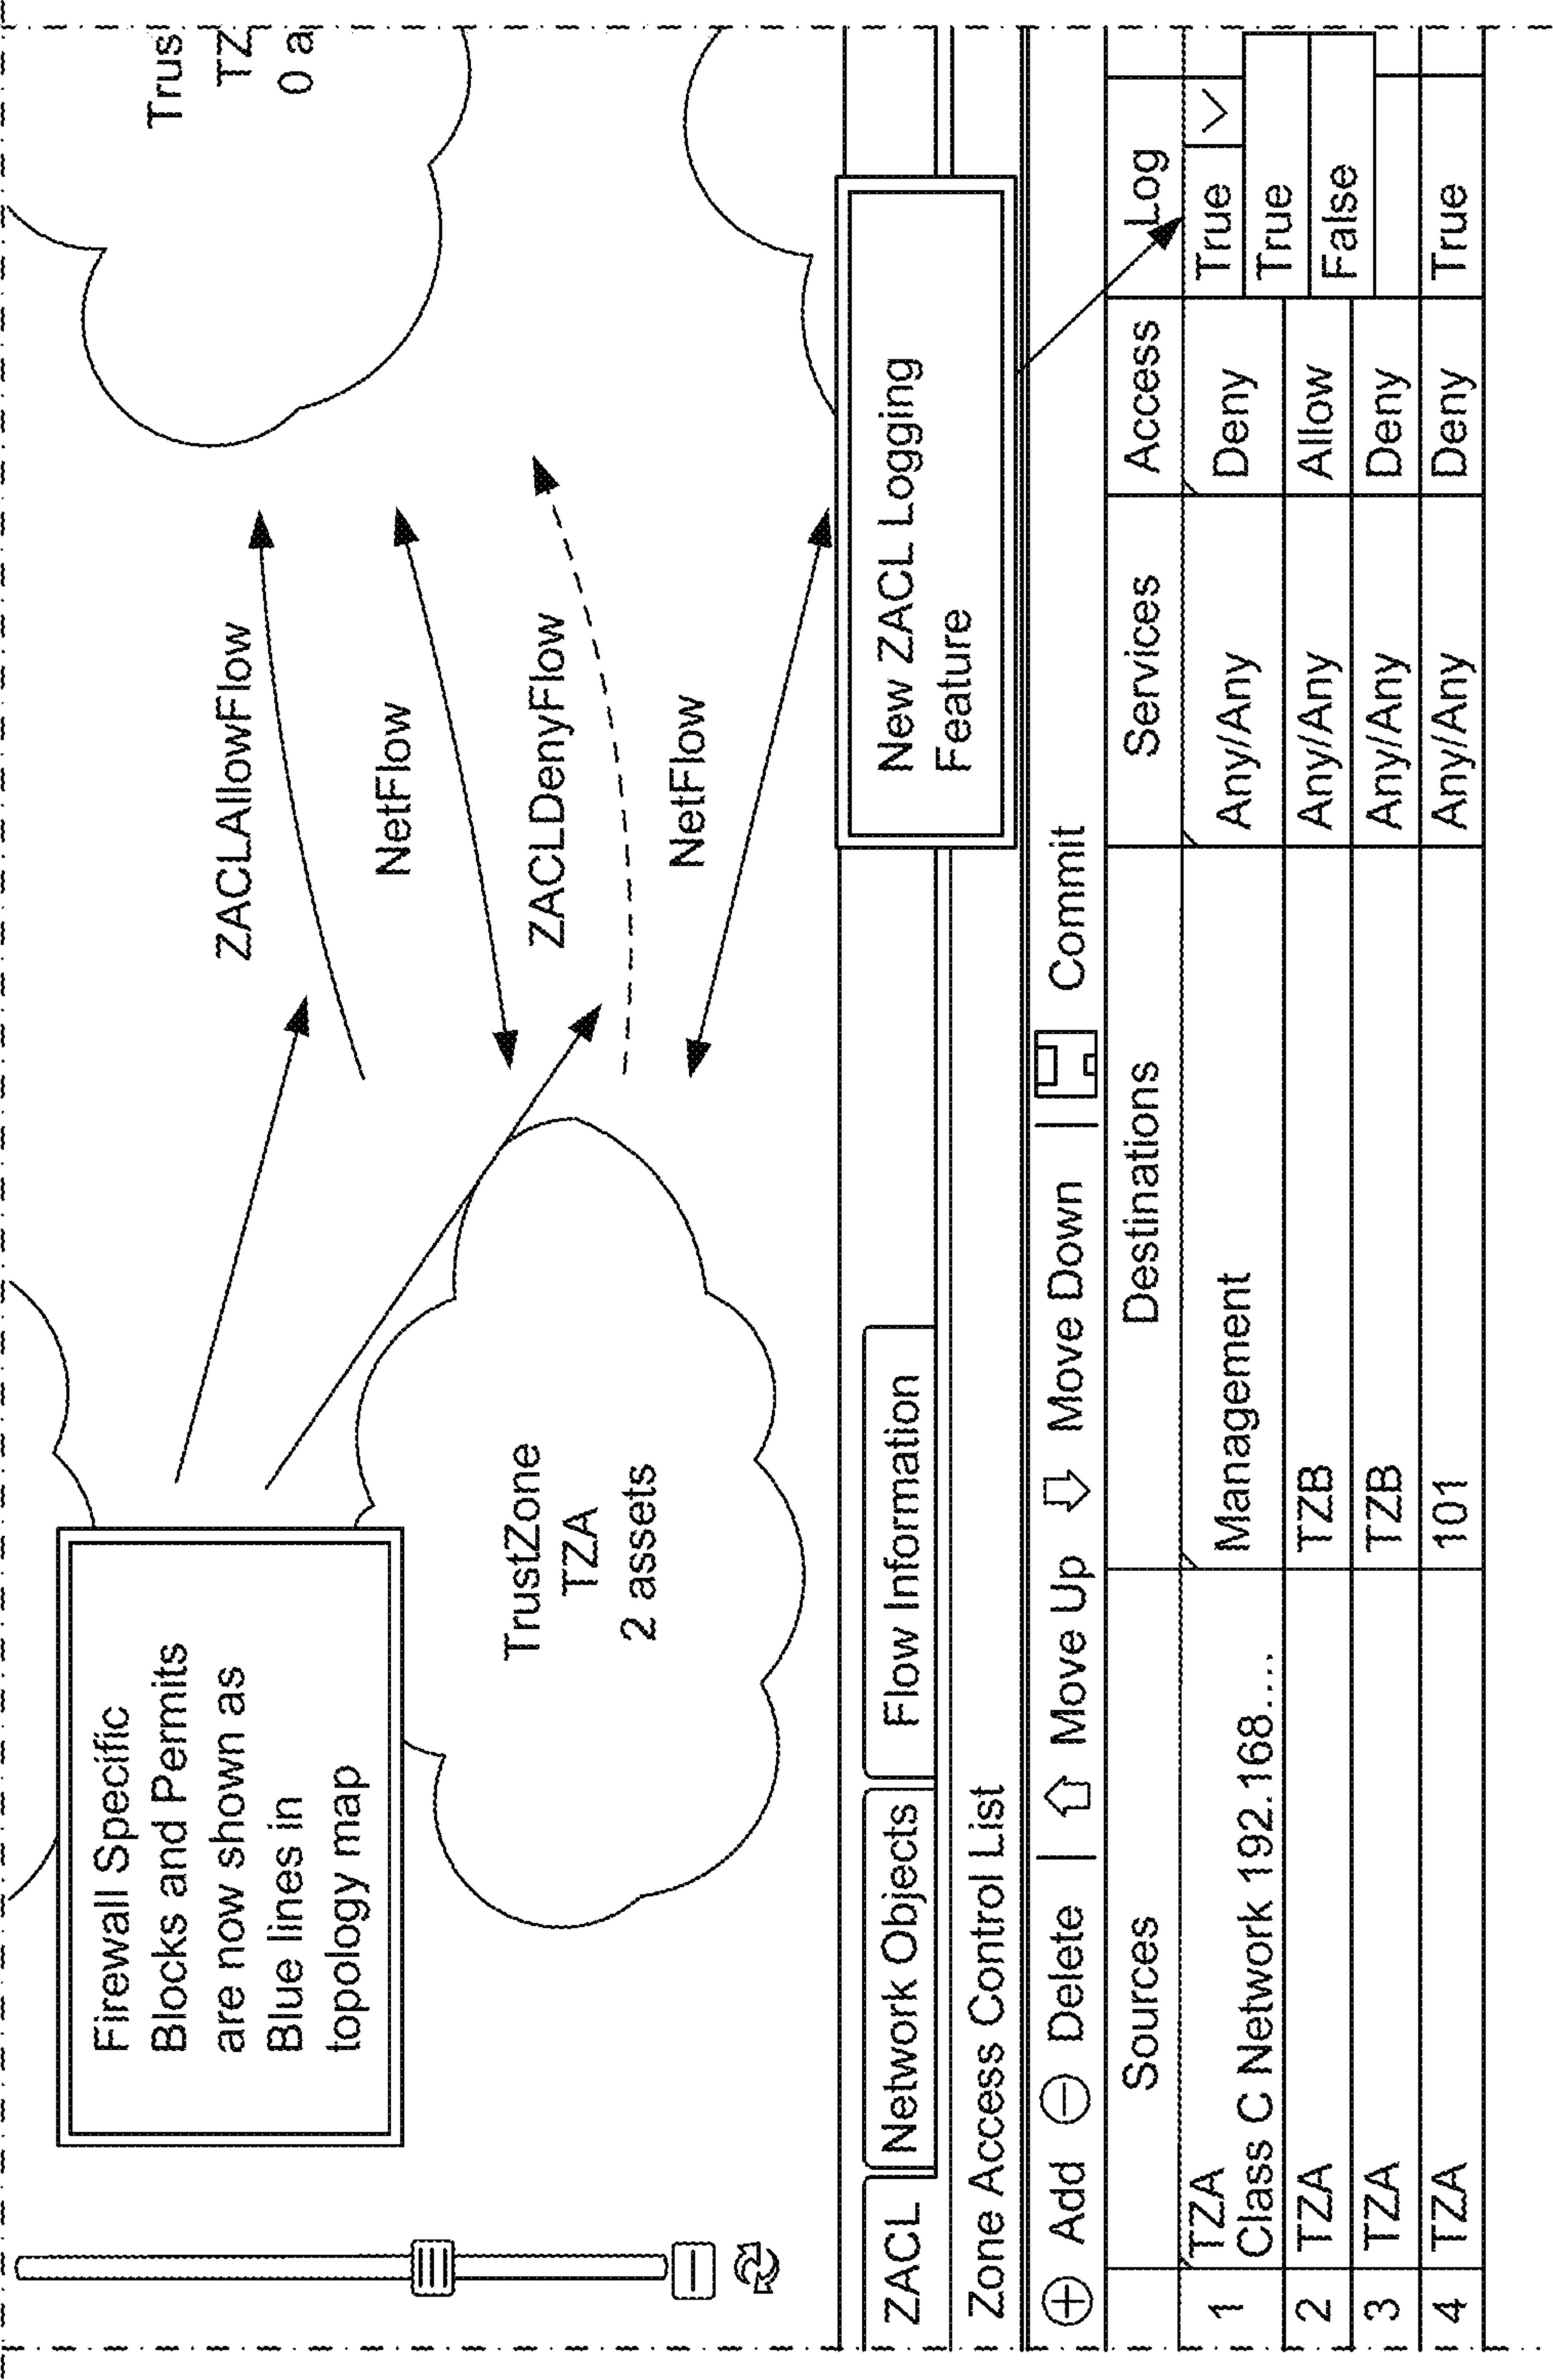 Firewall Specific
Blocks and Permits
are now shown as
Blue lines in
topology map
TrustZone
TZA
2 assets
ZACLAllowFlow
NetFlow
ZACLDenyFlow
NetFlow
Trus
TZ
0 a
New ZACL Logging
Feature
ZACL Network Objects Flow Information
Zone Access Control List
Add Delete | Move Up Move Down | Commit
Sources Destinations Services Access Log
1 TZA Management Any/Any Deny True
Class C Network 192.168....
True
2 TZA TZB Any/Any Allow
False
3 TZA TZB Any/Any Deny
4 TZA 101 Any/Any Deny True